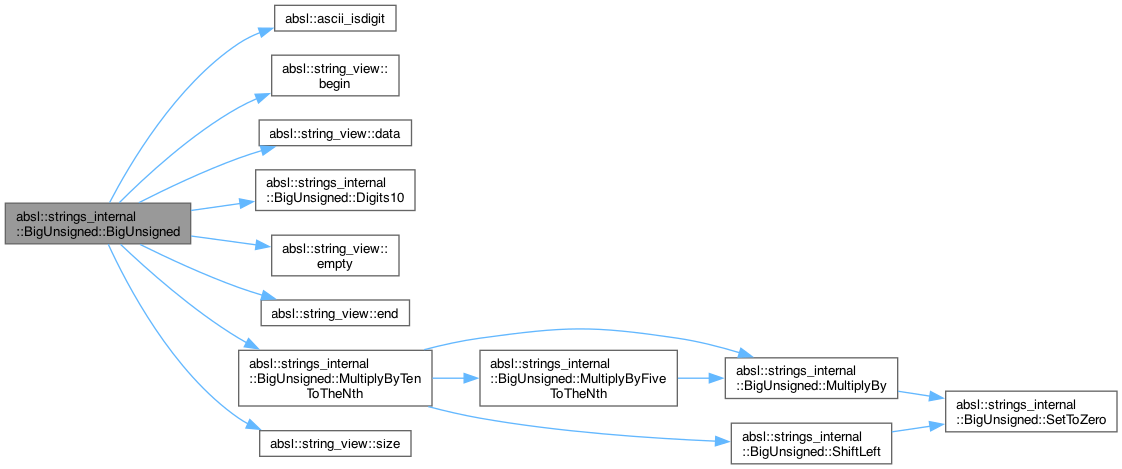 absl::ascii_isdigit
absl::string_view::
begin
absl::string_view::data
absl::strings_internal
::BigUnsigned::Digits10
absl::strings_internal
::BigUnsigned::BigUnsigned
absl::string_view::
empty
absl::string_view::end
absl::strings_internal
::BigUnsigned::MultiplyByTen
ToTheNth
absl::strings_internal
::BigUnsigned::MultiplyByFive
ToTheNth
absl::strings_internal
::BigUnsigned::MultiplyBy
absl::strings_internal
::BigUnsigned::SetToZero
absl::string_view::size
absl::strings_internal
::BigUnsigned::ShiftLeft